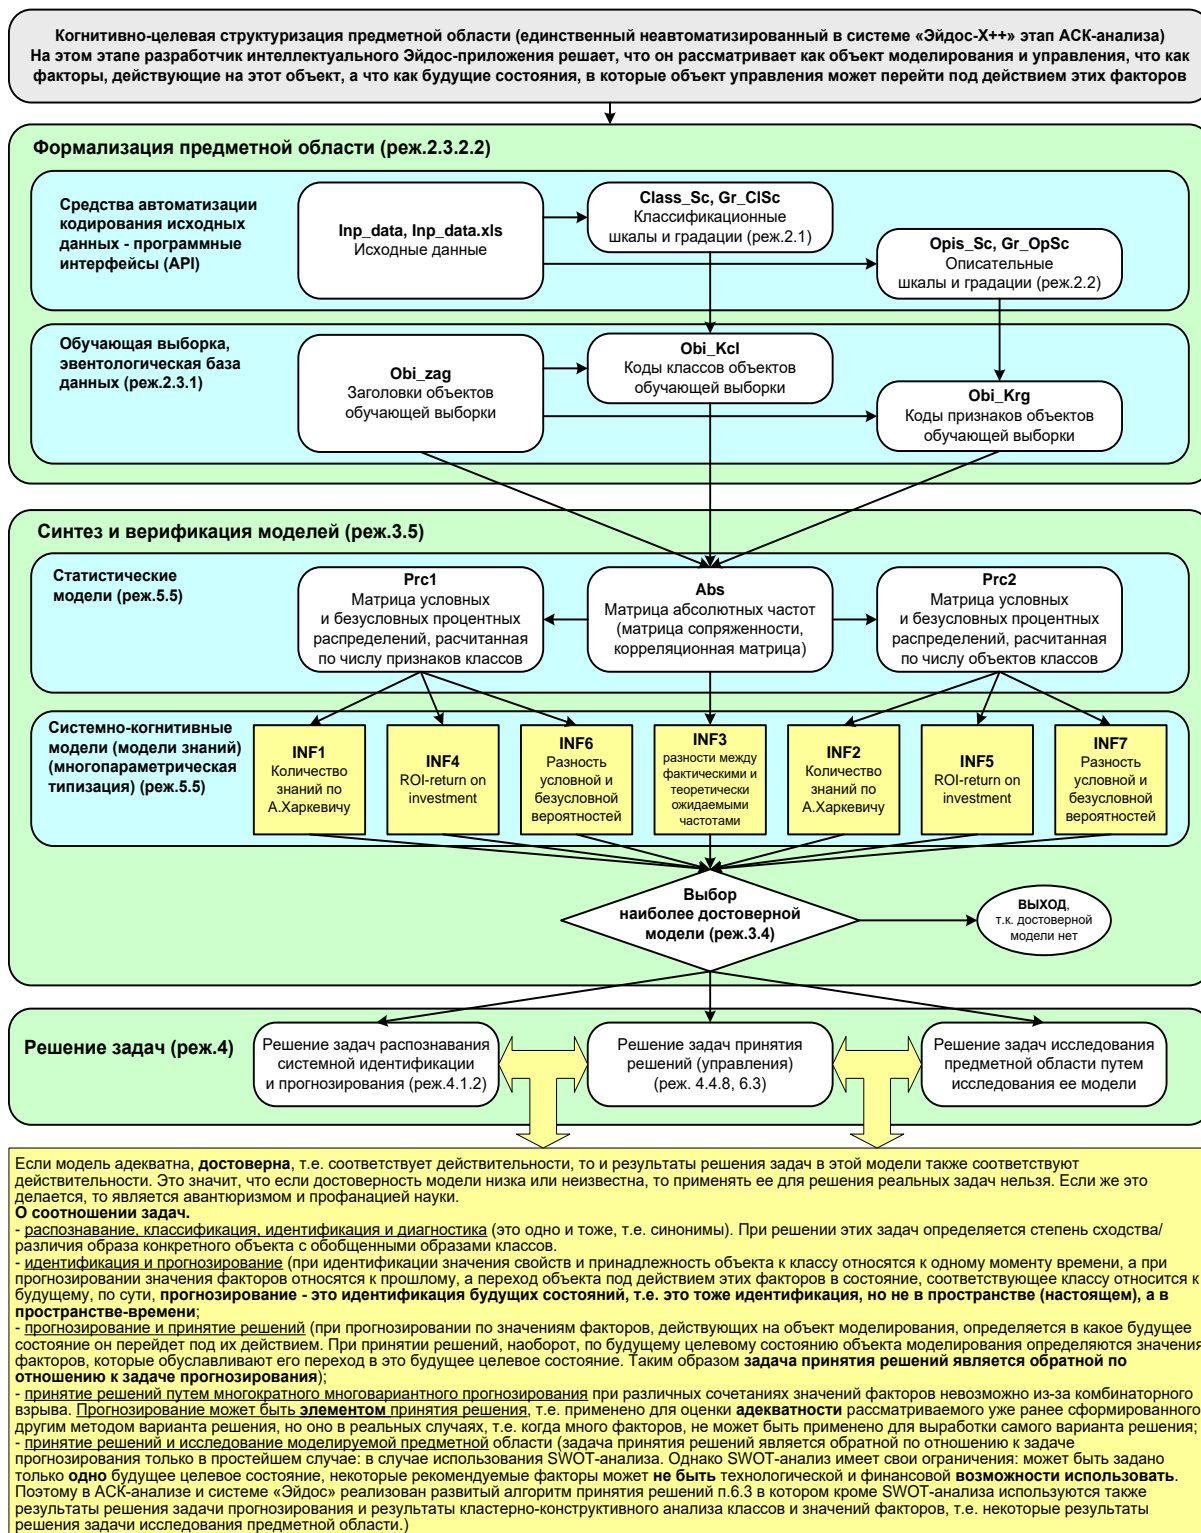 Когнитивно-целевая структуризация предметной области (единственный неавтоматизированный в системе «Эйдос-Х++» этап АСК-анализа)
На этом этапе разработчик интеллектуального Эйдос-приложения решает, что он рассматривает как объект моделирования и управления, что как
факторы, действующие на этот объект, а что как будущие состояния, в которые объект управления может перейти под действием этих факторов
Формализация предметной области (реж.2.3.2.2)
Средства автоматизации
кодирования исходных
данных - программные
интерфейсы (API)
Inp_data, Inp_data.xls
Исходные данные
Class_Sc, Gr_ClSc
Классификационные
шкалы и градации (реж.2.1)
Opis_Sc, Gr_OpSc
Описательные
шкалы и градации (реж.2.2)
Обучающая выборка,
эвентологическая база
данных (реж.2.3.1)
Obi_zag
Заголовки объектов
обучающей выборки
Obi_Kcl
Коды классов объектов
обучающей выборки
Obi_Krg
Коды признаков объектов
обучающей выборки
Синтез и верификация моделей (реж.3.5)
Статистические
модели (реж.5.5)
Prc1
Матрица условных
и безусловных процентных
распределений, расчитанная
по числу признаков классов
Abs
Матрица абсолютных частот
(матрица сопряженности,
корреляционная матрица)
Prc2
Матрица условных
и безусловных процентных
распределений, расчитанная
по числу объектов классов
Системно-когнитивные
модели (модели знаний)
(многопараметрическая
типизация) (реж.5.5)
INF1
Количество
знаний по
А.Харкевичу
INF4
ROI-return on
investment
INF6
Разность
условной и
безусловной
вероятностей
INF3
разности между
фактическими и
теоретически
ожидаемыми
частотами
INF2
Количество
знаний по
А.Харкевичу
INF5
ROI-return on
investment
INF7
Разность
условной и
безусловной
вероятностей
Выбор
наиболее достоверной
модели (реж.3.4)
ВЫХОД,
т.к. достоверной
модели нет
Решение задач (реж.4)
Решение задач распознавания
системной идентификации
и прогнозирования (реж.4.1.2)
Решение задач принятия
решений (управления)
(реж. 4.4.8, 6.3)
Решение задач исследования
предметной области путем
исследования ее модели
Если модель адекватна, достоверна, т.е. соответствует действительности, то и результаты решения задач в этой модели также соответствуют
действительности. Это значит, что если достоверность модели низка или неизвестна, то применять ее для решения реальных задач нельзя. Если же это
делается, то является авантюризмом и профанацией науки.
О соотношении задач.
- распознавание, классификация, идентификация и диагностика (это одно и тоже, т.е. синонимы). При решении этих задач определяется степень сходства/
различия образа конкретного объекта с обобщенными образами классов.
- идентификация и прогнозирование (при идентификации значения свойств и принадлежность объекта к классу относятся к одному моменту времени, а при
прогнозировании значения факторов относятся к прошлому, а переход объекта под действием этих факторов в состояние, соответствующее классу относится к
будущему, по сути, прогнозирование - это идентификация будущих состояний, т.е. это тоже идентификация, но не в пространстве (настоящем), а в
пространстве-времени;
- прогнозирование и принятие решений (при прогнозировании по значениям факторов, действующих на объект моделирования, определяется в какое будущее
состояние он перейдет под их действием. При принятии решений, наоборот, по будущему целевому состоянию объекта моделирования определяются значения
факторов, которые обуславливают его переход в это будущее целевое состояние. Таким образом задача принятия решений является обратной по
отношению к задаче прогнозирования);
- принятие решений путем многократного многовариантного прогнозирования при различных сочетаниях значений факторов невозможно из-за комбинаторного
взрыва. Прогнозирование может быть элементом принятия решения, т.е. применено для оценки адекватности рассматриваемого уже ранее сформированного
другим методом варианта решения, но оно в реальных случаях, т.е. когда много факторов, не может быть применено для выработки самого варианта решения;
- принятие решений и исследование моделируемой предметной области (задача принятия решений является обратной по отношению к задаче
прогнозирования только в простейшем случае: в случае использования SWOT-анализа. Однако SWOT-анализ имеет свои ограничения: может быть задано
только одно будущее целевое состояние, некоторые рекомендуемые факторы может не быть технологической и финансовой возможности использовать.
Поэтому в АСК-анализе и системе «Эйдос» реализован развитый алгоритм принятия решений п.6.3 в котором кроме SWOT-анализа используются также
результаты решения задачи прогнозирования и результаты кластерно-конструктивного анализа классов и значений факторов, т.е. некоторые результаты
решения задачи исследования предметной области.)